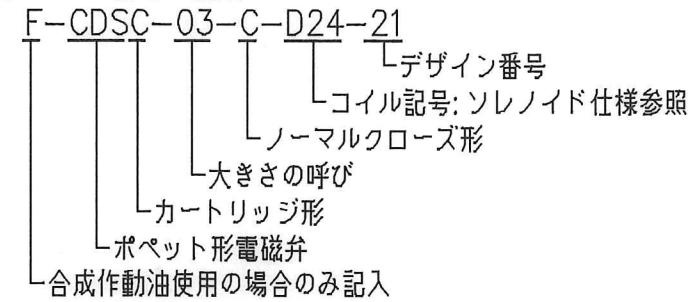 F-CDSC-03-C-D24-21
デザイン番号
コイル記号: ソレノイド仕様参照
ノーマルクローズ形
大きさの呼び
カートリッジ形
ポペット形電磁弁
合成作動油使用の場合のみ記入